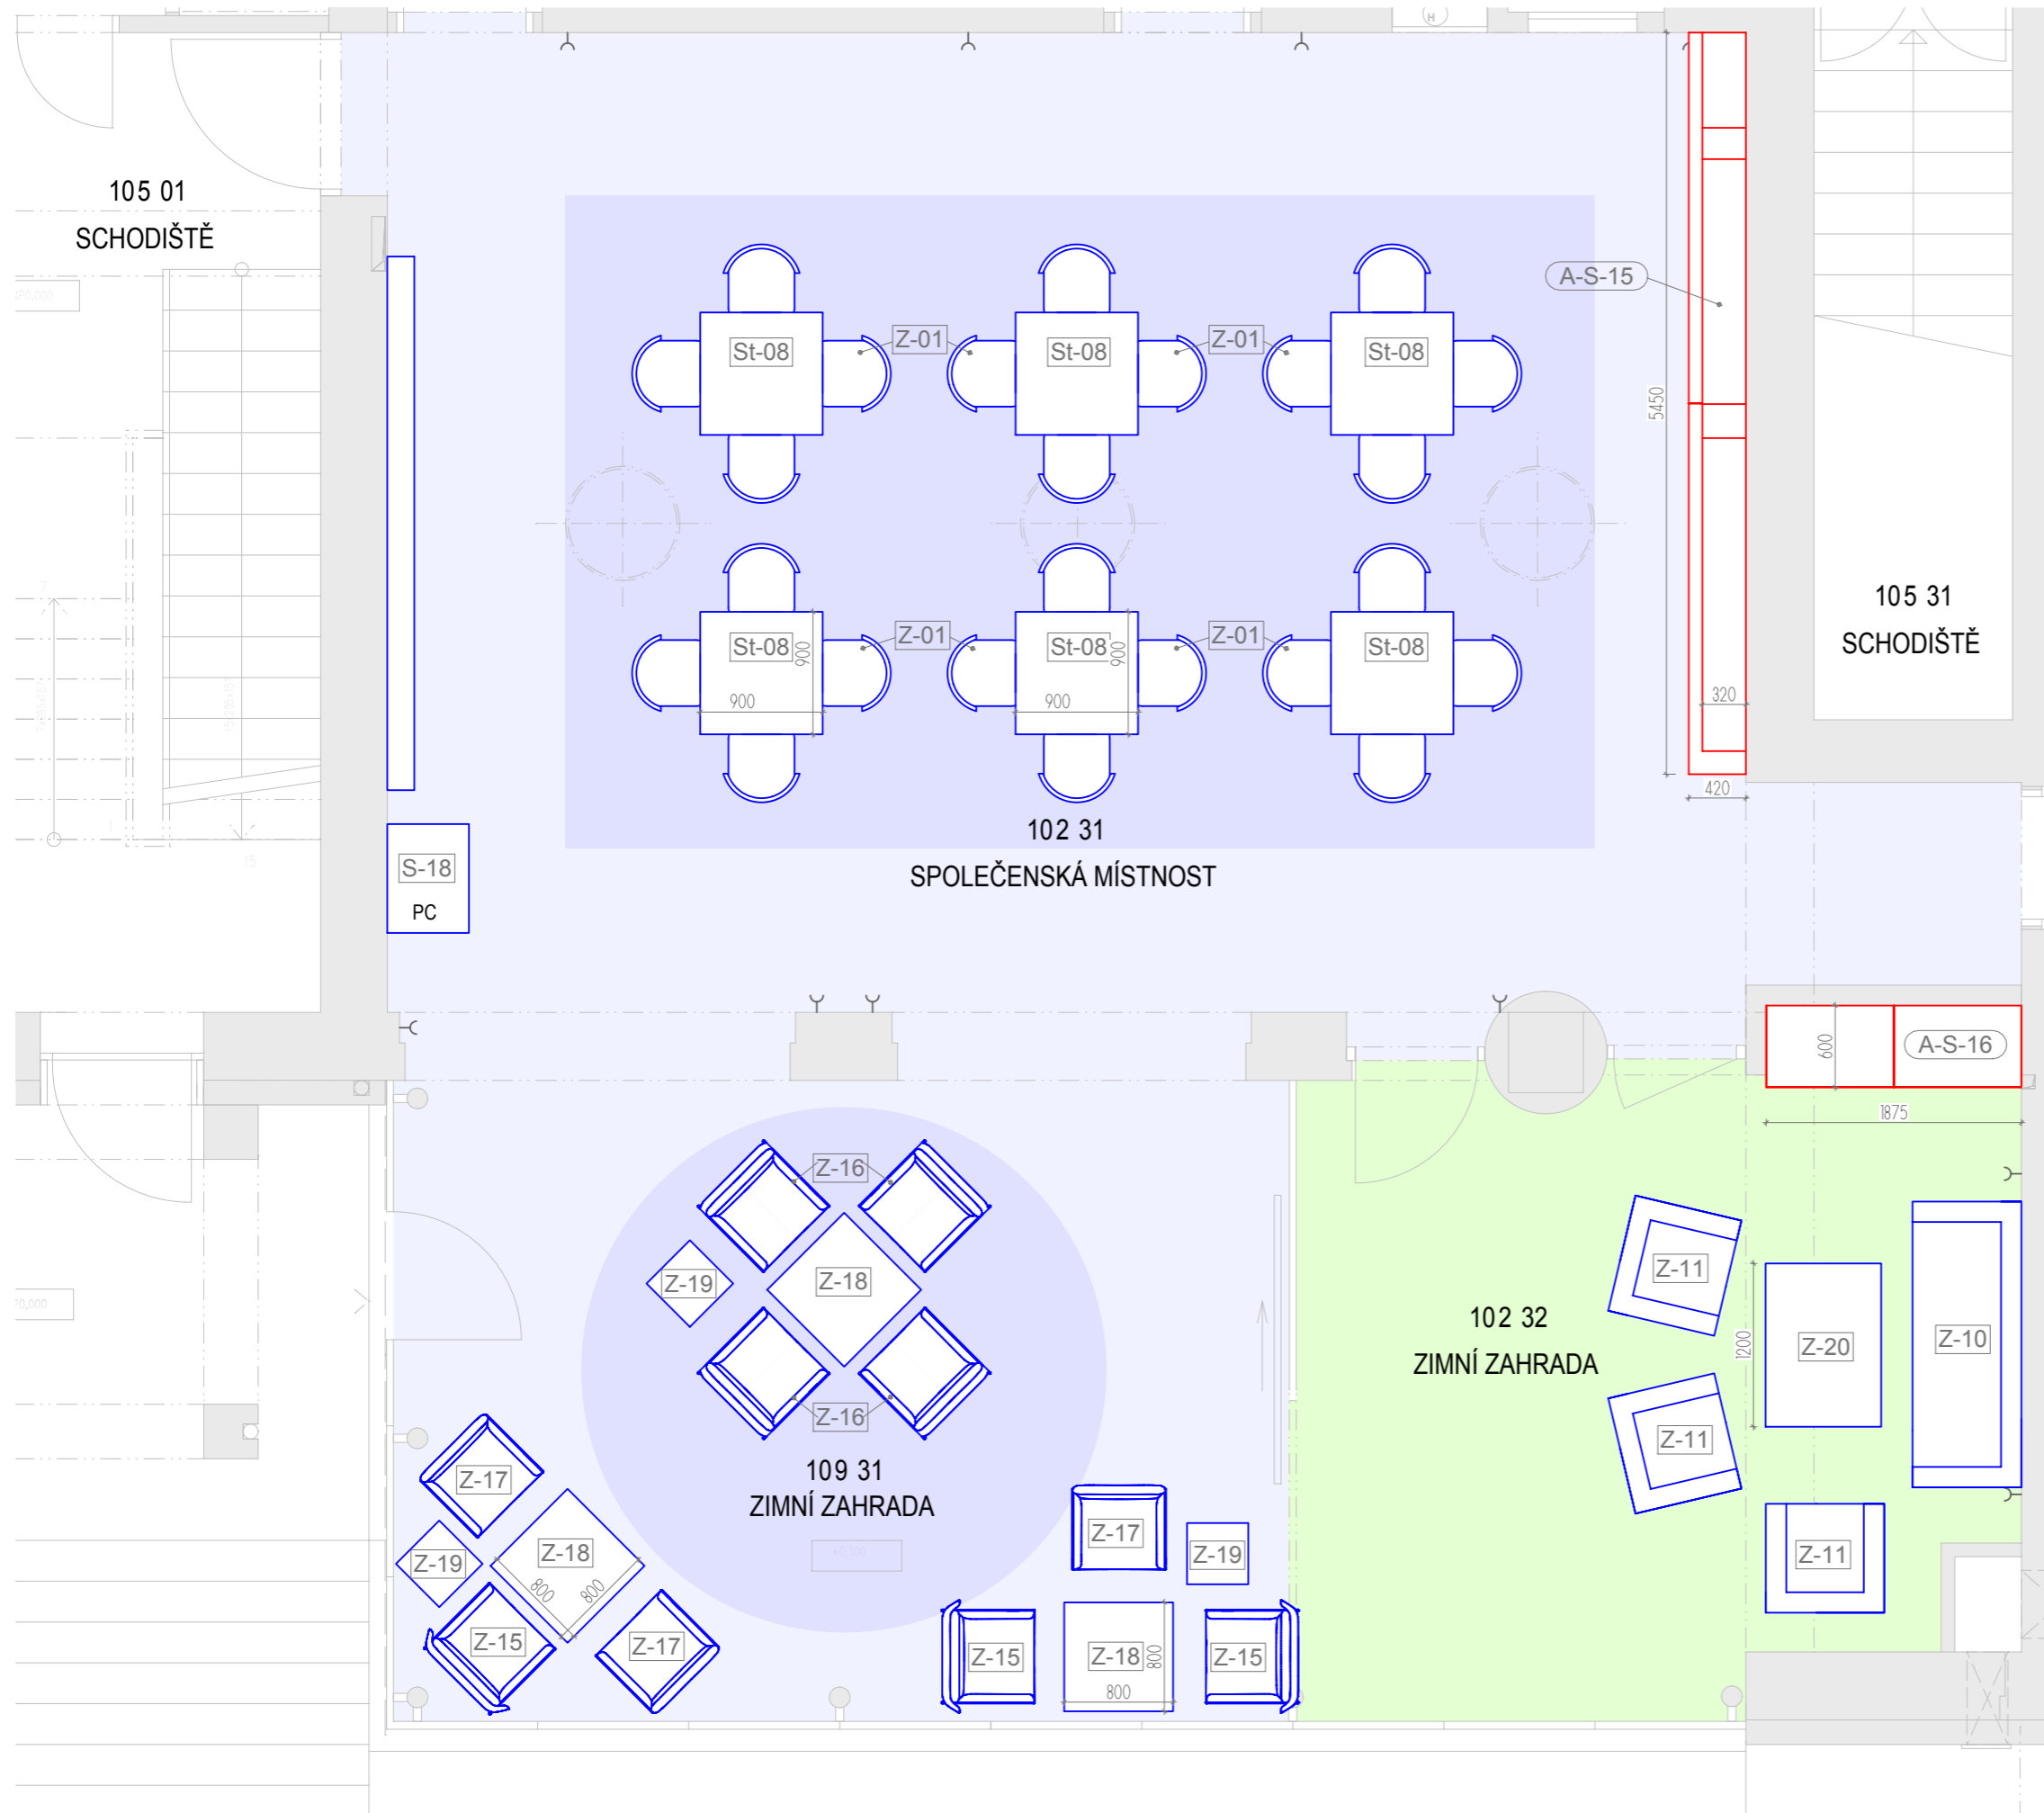 H
105 01
SCHODIŠTĚ
A-S-15
St-08
Z-01
St-08
Z-01
St-08
5450
105 31
SCHODIŠTĚ
St-08
900
900
Z-01
St-08
900
900
Z-01
St-08
320
420
102 31
SPOLEČENSKÁ MÍSTNOST
S-18
PC
15
600
A-S-16
1875
Z-16
Z-19
Z-18
Z-16
Z-11
102 32
ZIMNÍ ZAHRADA
1200
Z-20
Z-10
Z-11
109 31
ZIMNÍ ZAHRADA
Z-17
Z-19
Z-18
800
800
Z-15
Z-17
Z-17
Z-19
Z-11
Z-15
Z-18
800
800
Z-15